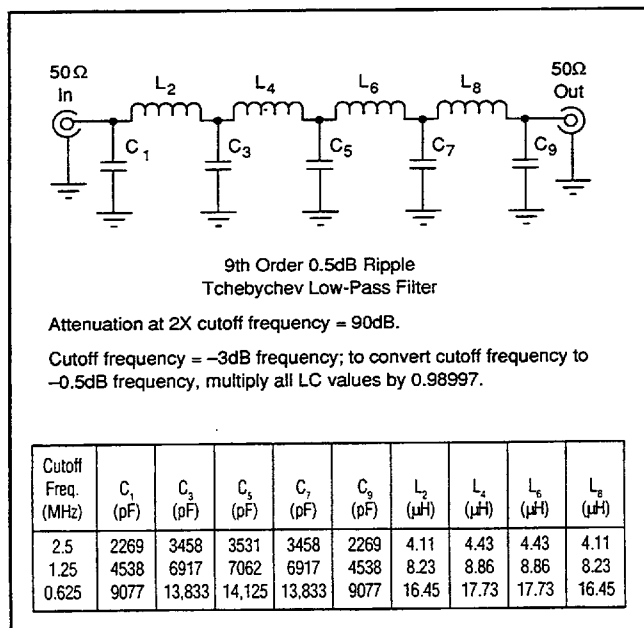 50Ω
In
L2
L4
L6
L8
50Ω
Out
C1
C3
C5
C7
C9
9th Order 0.5dB Ripple
Tchebychev Low-Pass Filter
Attenuation at 2X cutoff frequency = 90dB.
Cutoff frequency = –3dB frequency; to convert cutoff frequency to
–0.5dB frequency, multiply all LC values by 0.98997.
Cutoff Freq. (MHz) C1 (pF) C3 (pF) C5 (pF) C7 (pF) C9 (pF) L2 (μH) L4 (μH) L6 (μH) L8 (μH)
2.5 2269 3458 3531 3458 2269 4.11 4.43 4.43 4.11
1.25 4538 6917 7062 6917 4538 8.23 8.86 8.86 8.23
0.625 9077 13,833 14,125 13,833 9077 16.45 17.73 17.73 16.45